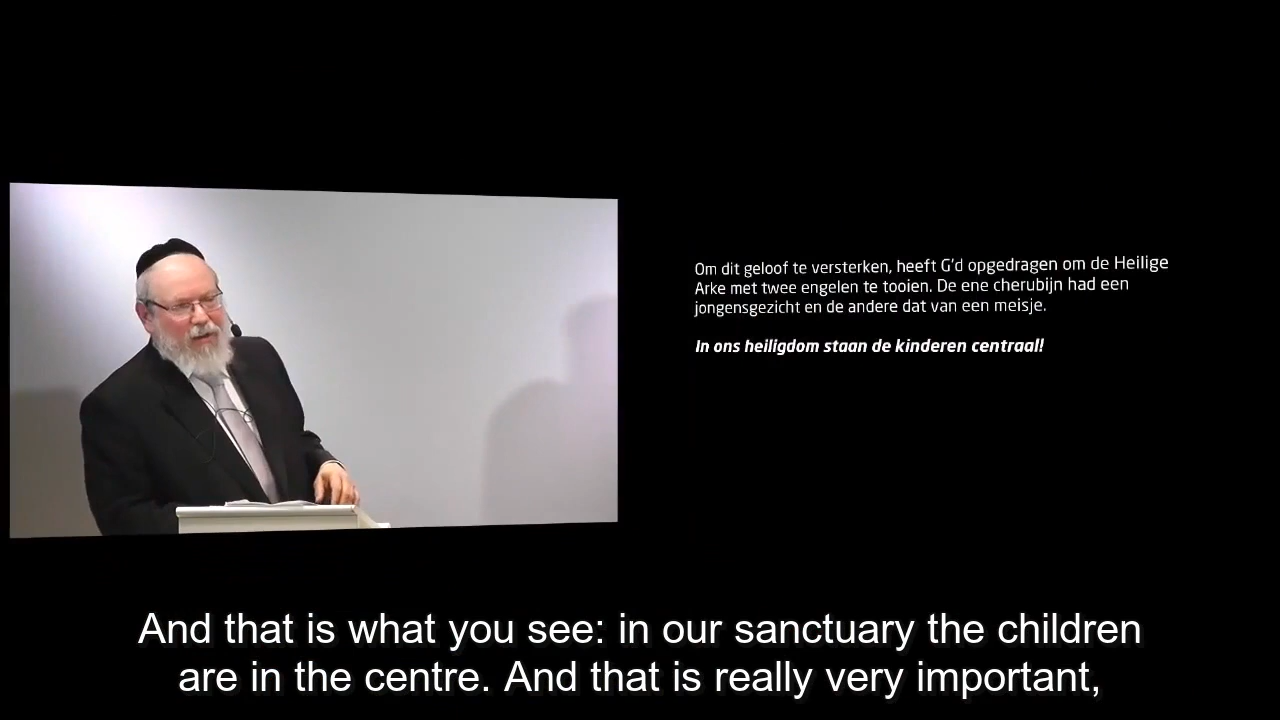 Om dit geloof te versterken, heeft G'd opgedragen om de Heilige
Arke met twee engelen te tooien. De ene cherubijn had een
jongensgezicht en de andere dat van een meisje.
In ons heiligdom staan de kinderen centraal!
And that is what you see: in our sanctuary the children
are in the centre. And that is really very important,